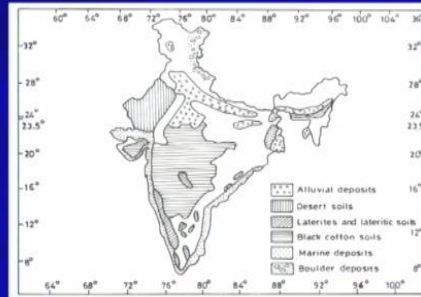 60° 64° 68° 72° 76° 80° 84° 88° 92° 96° 100° 104° 36°
32° 32°
28° 28°
24° 24°
23.5° 23.5°
20° 20°
16° Alluvial deposits 16°
Desert soils
Laterites and lateritic soils
12° Black cotton soils 12°
Marine deposits
8° Boulder deposits 8°
64° 68° 72° 76° 80° 84° 88° 92° 96° 100°